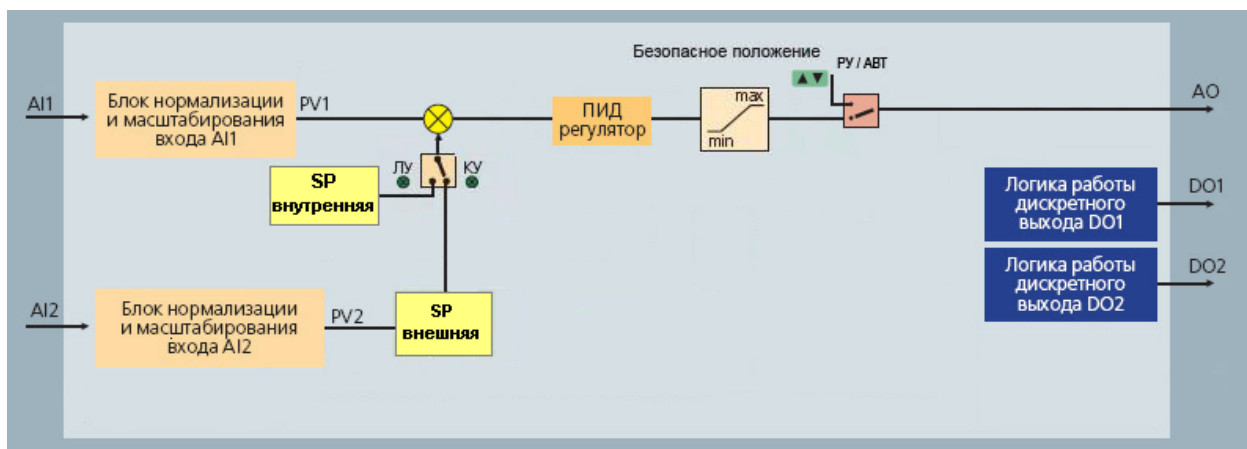 Безопасное положение
РУ / АВТ
AI1
Блок нормализации
и масштабирования
входа AI1
PV1
ПИД
регулятор
max
min
AO
ЛУ
КУ
SP
внутренняя
Логика работы
дискретного
выхода DO1
DO1
Логика работы
дискретного
выхода DO2
DO2
AI2
Блок нормализации
и масштабирования
входа AI2
PV2
SP
внешняя